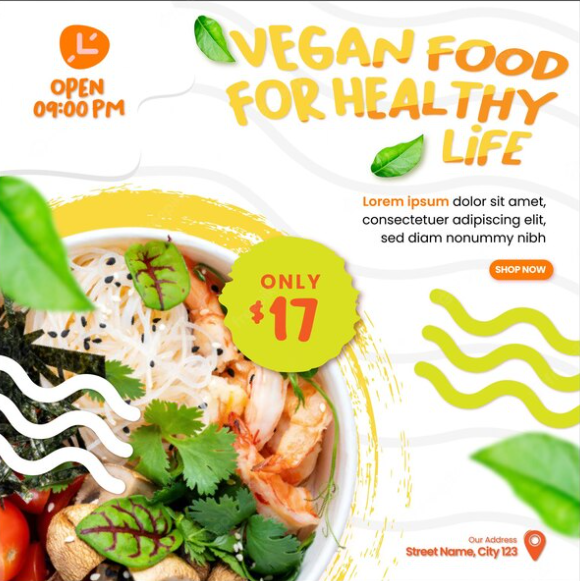 OPEN
09:00 PM
VEGAN FOOD
FOR HEALTHY
LiFE
Lorem ipsum dolor sit amet,
consectetuer adipiscing elit,
sed diam nonummy nibh
SHOP NOW
ONLY
$17
Our Address
Street Name, City 123